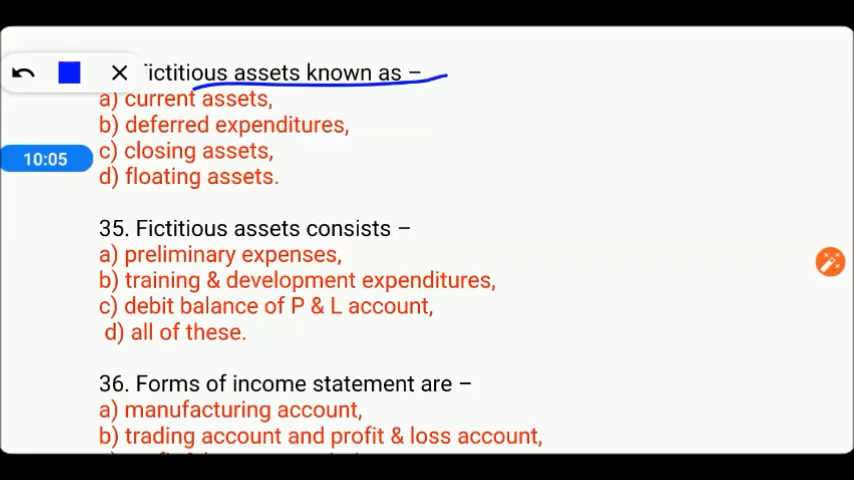 ictitious assets known as –
a) current assets,
b) deferred expenditures,
10:05
c) closing assets,
d) floating assets.
35. Fictitious assets consists –
a) preliminary expenses,
b) training & development expenditures,
c) debit balance of P & L account,
d) all of these.
36. Forms of income statement are –
a) manufacturing account,
b) trading account and profit & loss account,